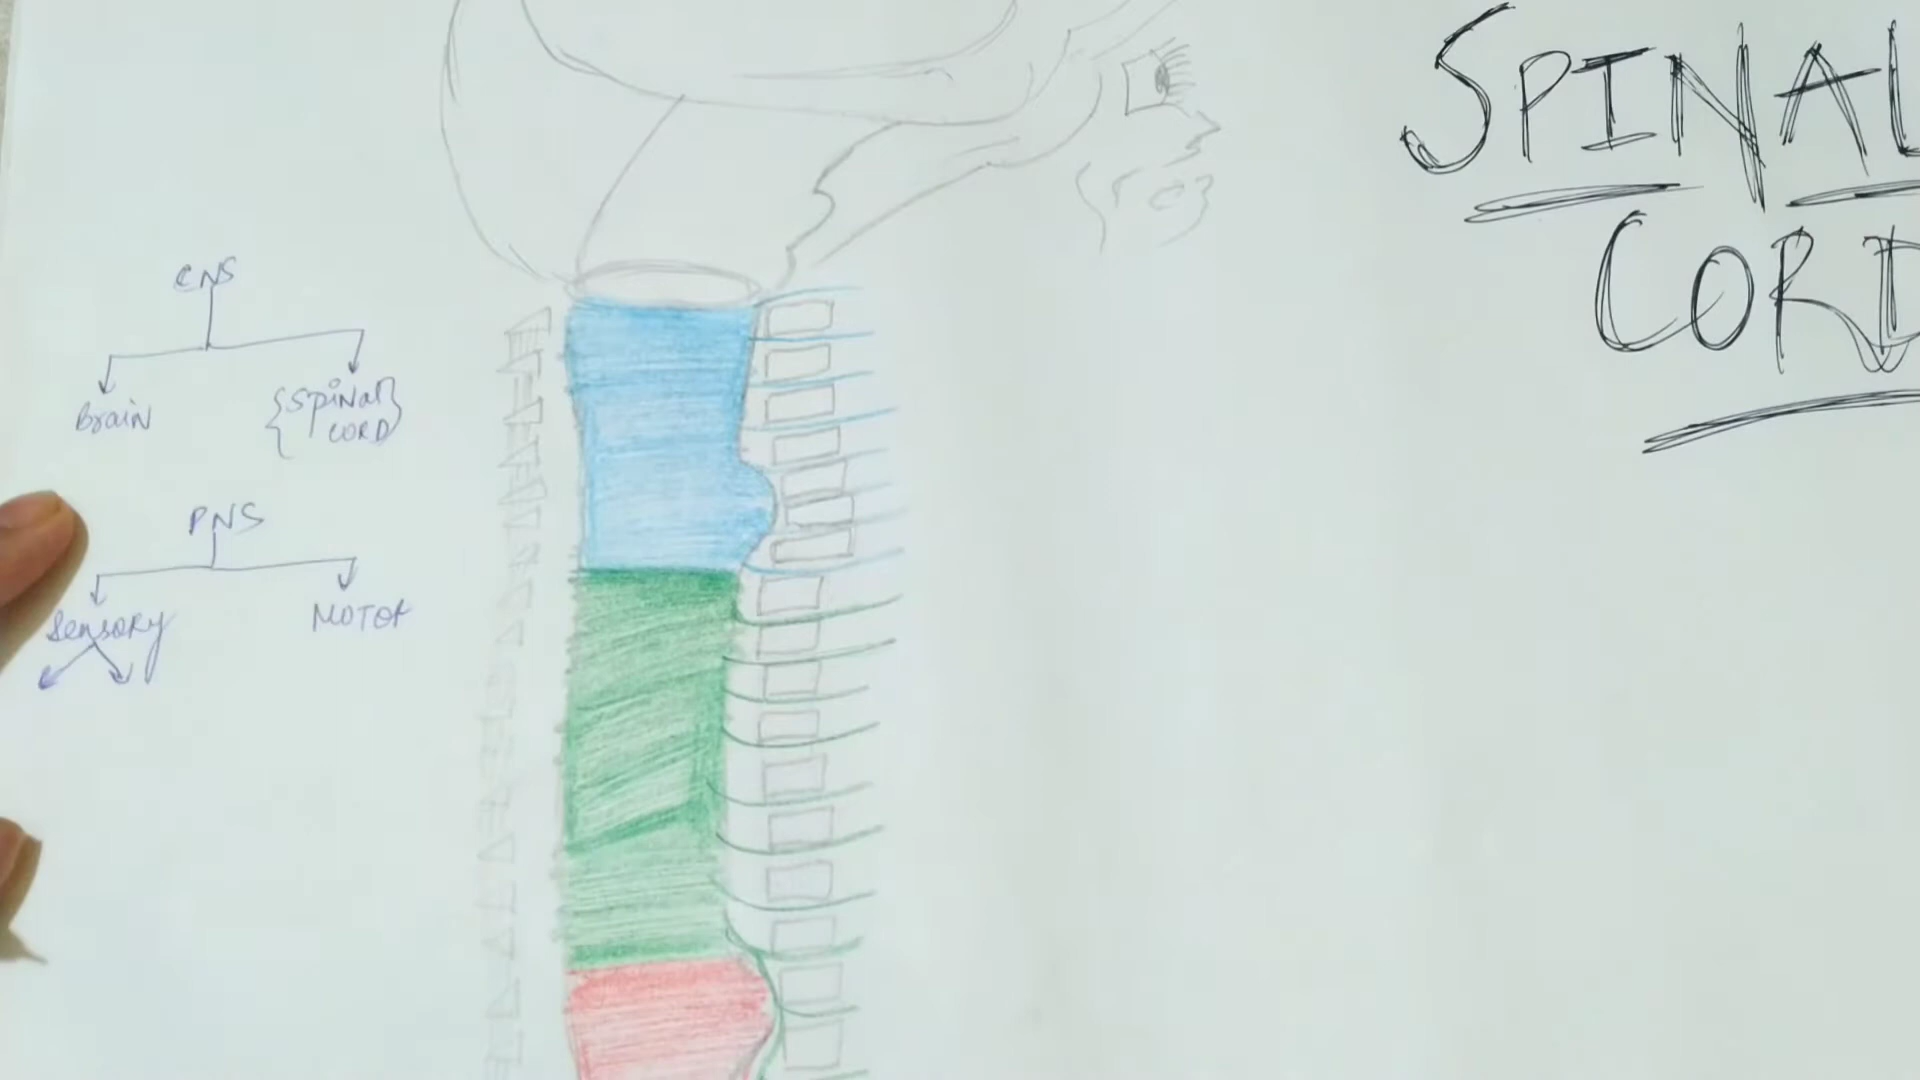 SPINAL
CORD
CNS
Brain
{Spinal}
{CORD
PNS
Sensory
MOTOR